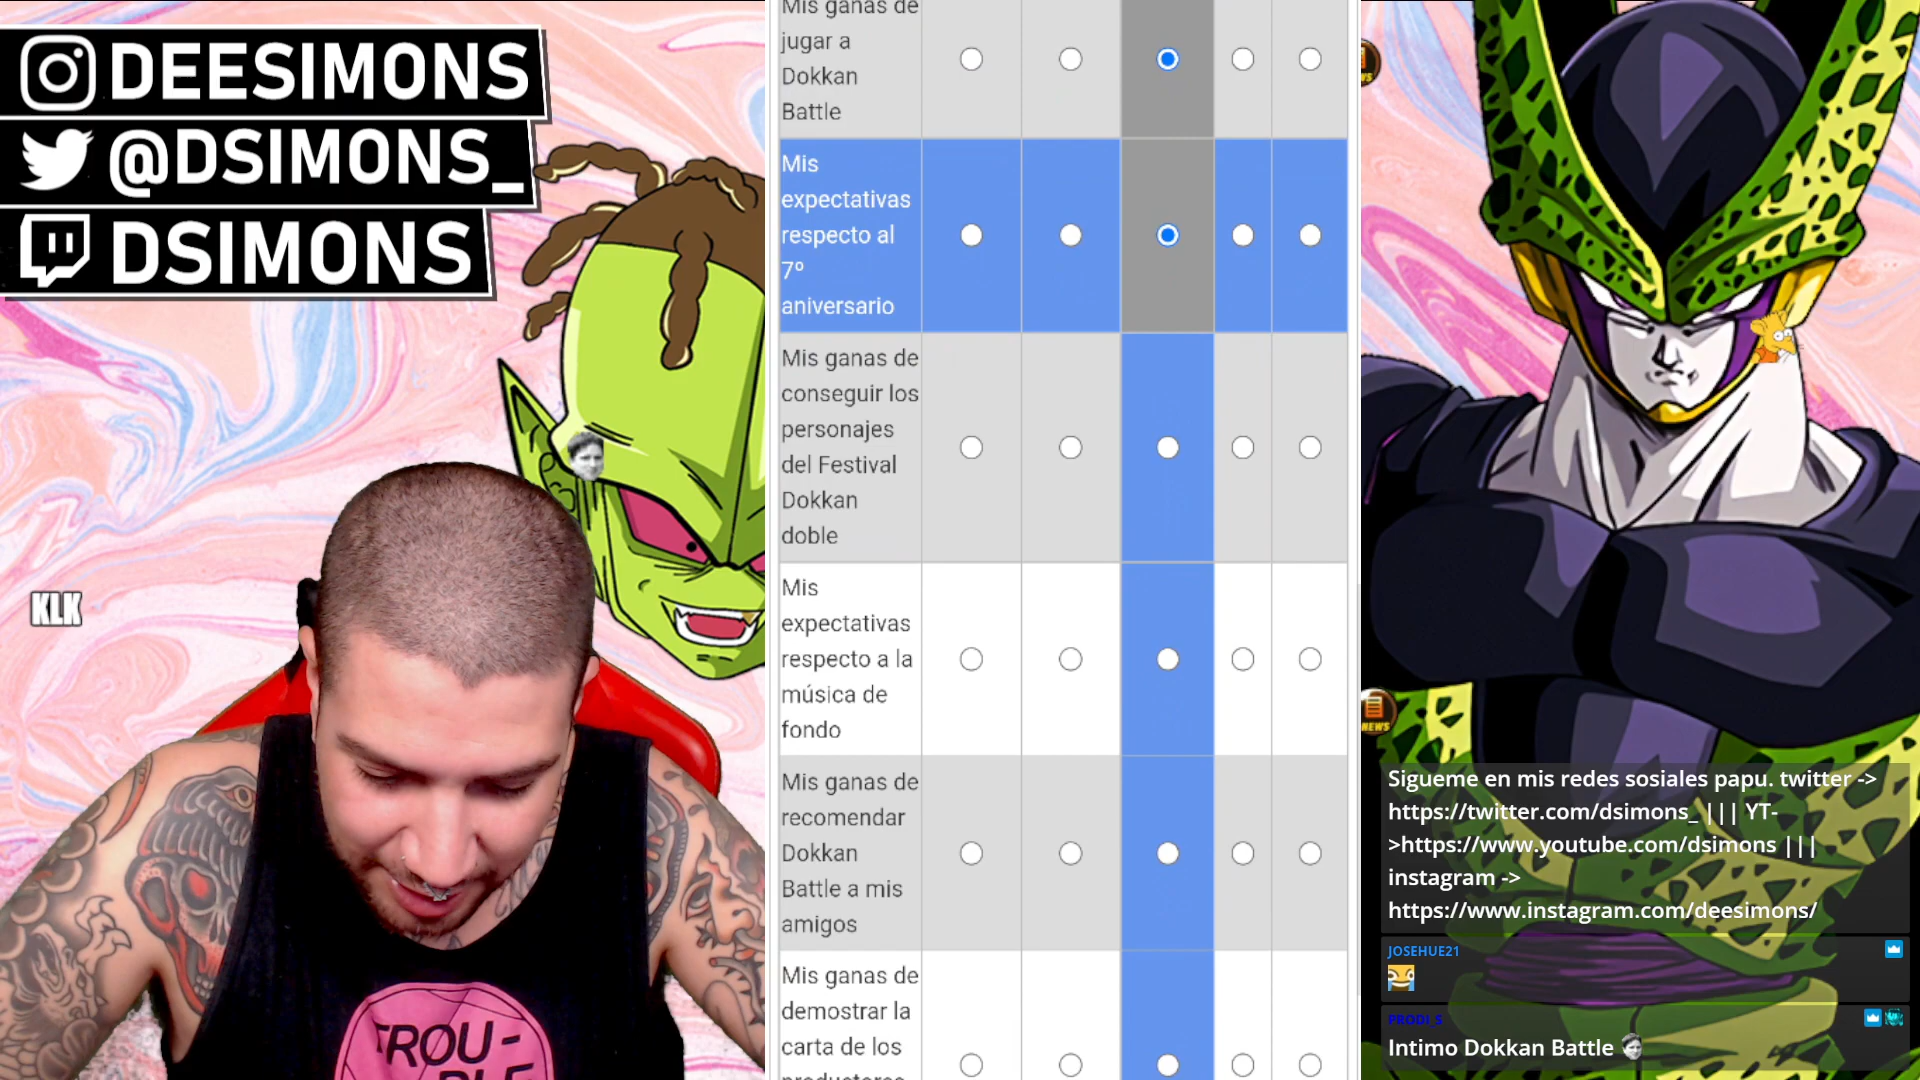 DEESIMONS
@DSIMONS_
DSIMONS
KLK
TROU-
Mis ganas de
jugar a
Dokkan
Battle
Mis
expectativas
respecto al
7º
aniversario
Mis ganas de
conseguir los
personajes
del Festival
Dokkan
doble
Mis
expectativas
respecto a la
música de
fondo
Mis ganas de
recomendar
Dokkan
Battle a mis
amigos
Mis ganas de
demostrar la
carta de los
productores
NEWS
Sigueme en mis redes sosiales papu. twitter ->
https://twitter.com/dsimons_ ||| YT-
>https://www.youtube.com/dsimons |||
instagram ->
https://www.instagram.com/deesimons/
JOSEHUE21
PRODI_S
Intimo Dokkan Battle